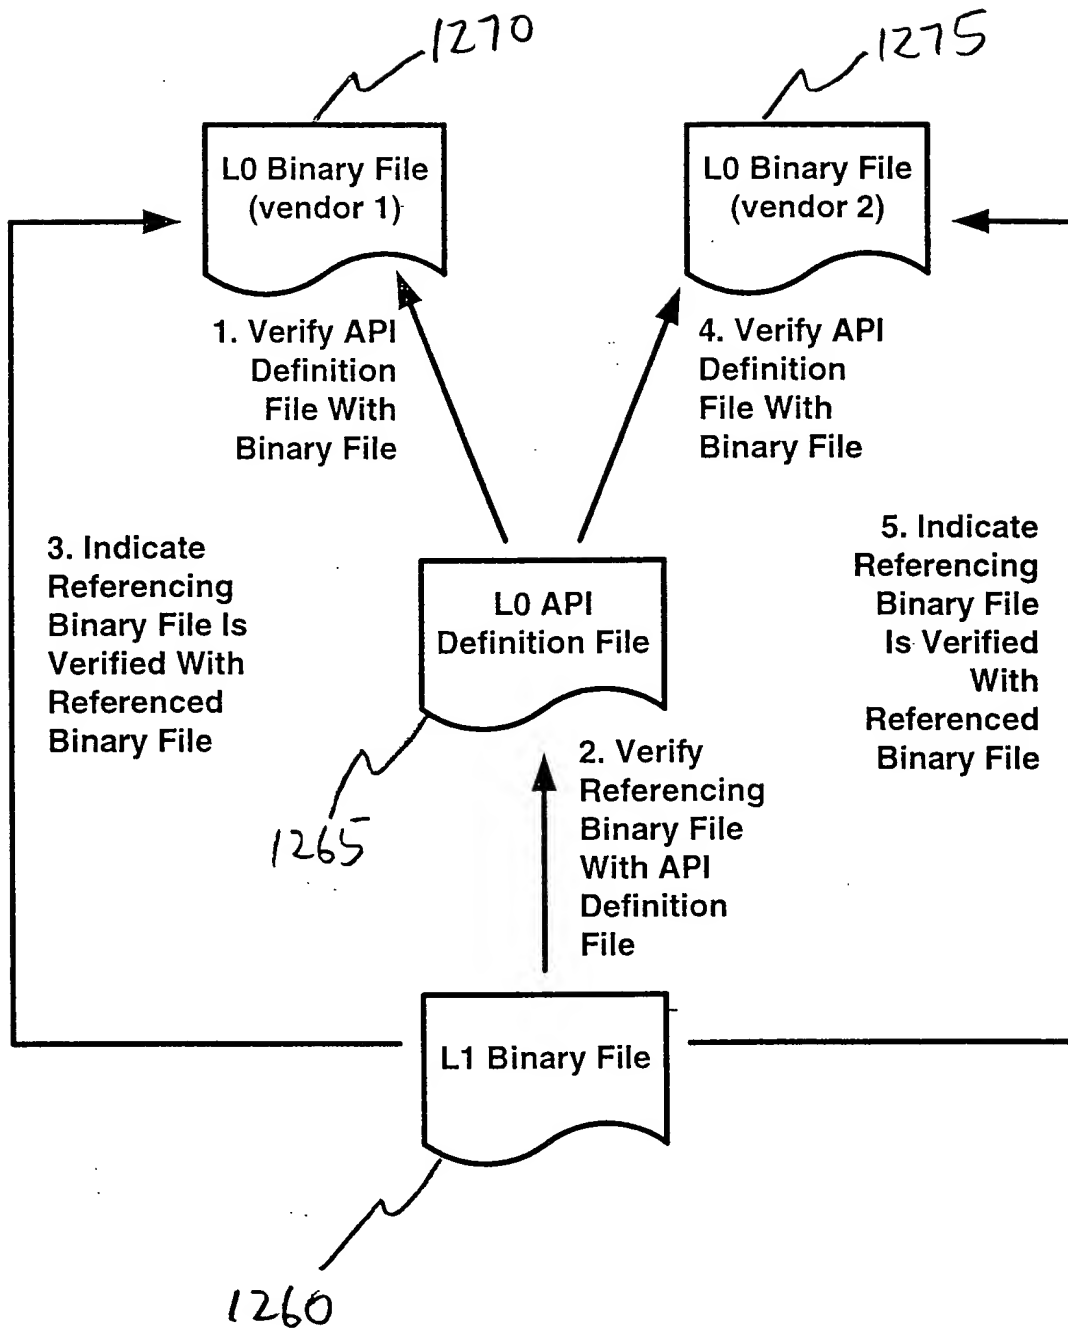 1270
1275
L0 Binary File
(vendor 1)
L0 Binary File
(vendor 2)
1. Verify API
Definition
File With
Binary File
4. Verify API
Definition
File With
Binary File
3. Indicate
Referencing
Binary File Is
Verified With
Referenced
Binary File
L0 API
Definition File
5. Indicate
Referencing
Binary File
Is Verified
With
Referenced
Binary File
1265
2. Verify
Referencing
Binary File
With API
Definition
File
L1 Binary File
1260